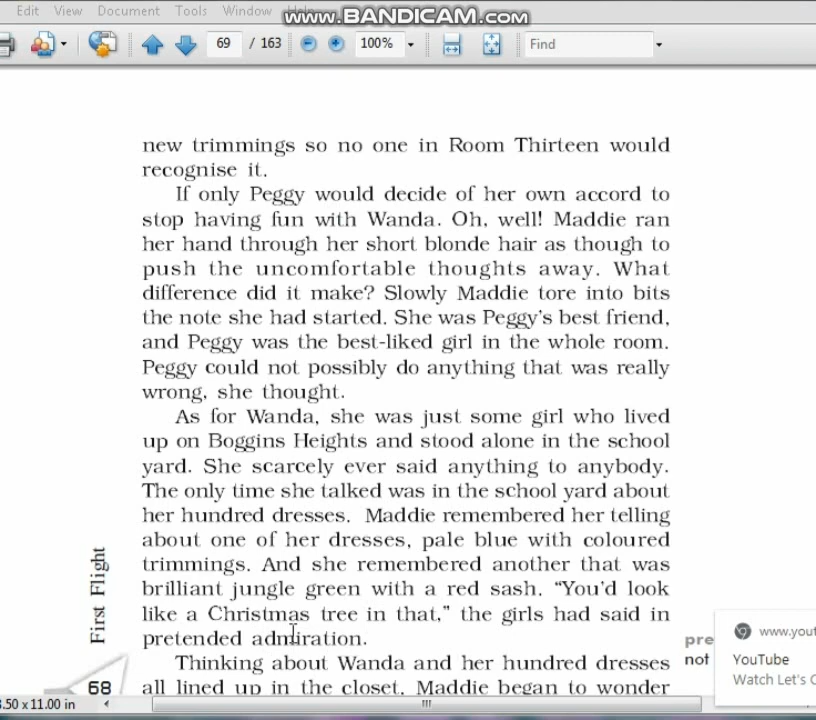 Edit View Document Tools Window
www.BANDICAM.com
69 / 163 100% Find
new trimmings so no one in Room Thirteen would
recognise it.
If only Peggy would decide of her own accord to
stop having fun with Wanda. Oh, well! Maddie ran
her hand through her short blonde hair as though to
push the uncomfortable thoughts away. What
difference did it make? Slowly Maddie tore into bits
the note she had started. She was Peggy's best friend,
and Peggy was the best-liked girl in the whole room.
Peggy could not possibly do anything that was really
wrong, she thought.
As for Wanda, she was just some girl who lived
up on Boggins Heights and stood alone in the school
yard. She scarcely ever said anything to anybody.
The only time she talked was in the school yard about
her hundred dresses. Maddie remembered her telling
about one of her dresses, pale blue with coloured
trimmings. And she remembered another that was
brilliant jungle green with a red sash. “You'd look
like a Christmas tree in that,” the girls had said in
pretended admiration.
Thinking about Wanda and her hundred dresses
all lined up in the closet, Maddie began to wonder
First Flight
68
pre
not
www.yout
YouTube
Watch Let's C
8.50 x 11.00 in